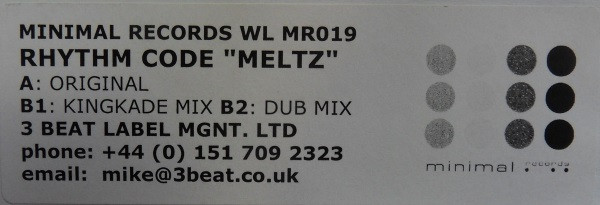 MINIMAL RECORDS WL MR019
RHYTHM CODE "MELTZ"
A: ORIGINAL
B1: KINGKADE MIX B2: DUB MIX
3 BEAT LABEL MGNT. LTD
phone: +44 (0) 151 709 2323
email: mike@3beat.co.uk
minimal records